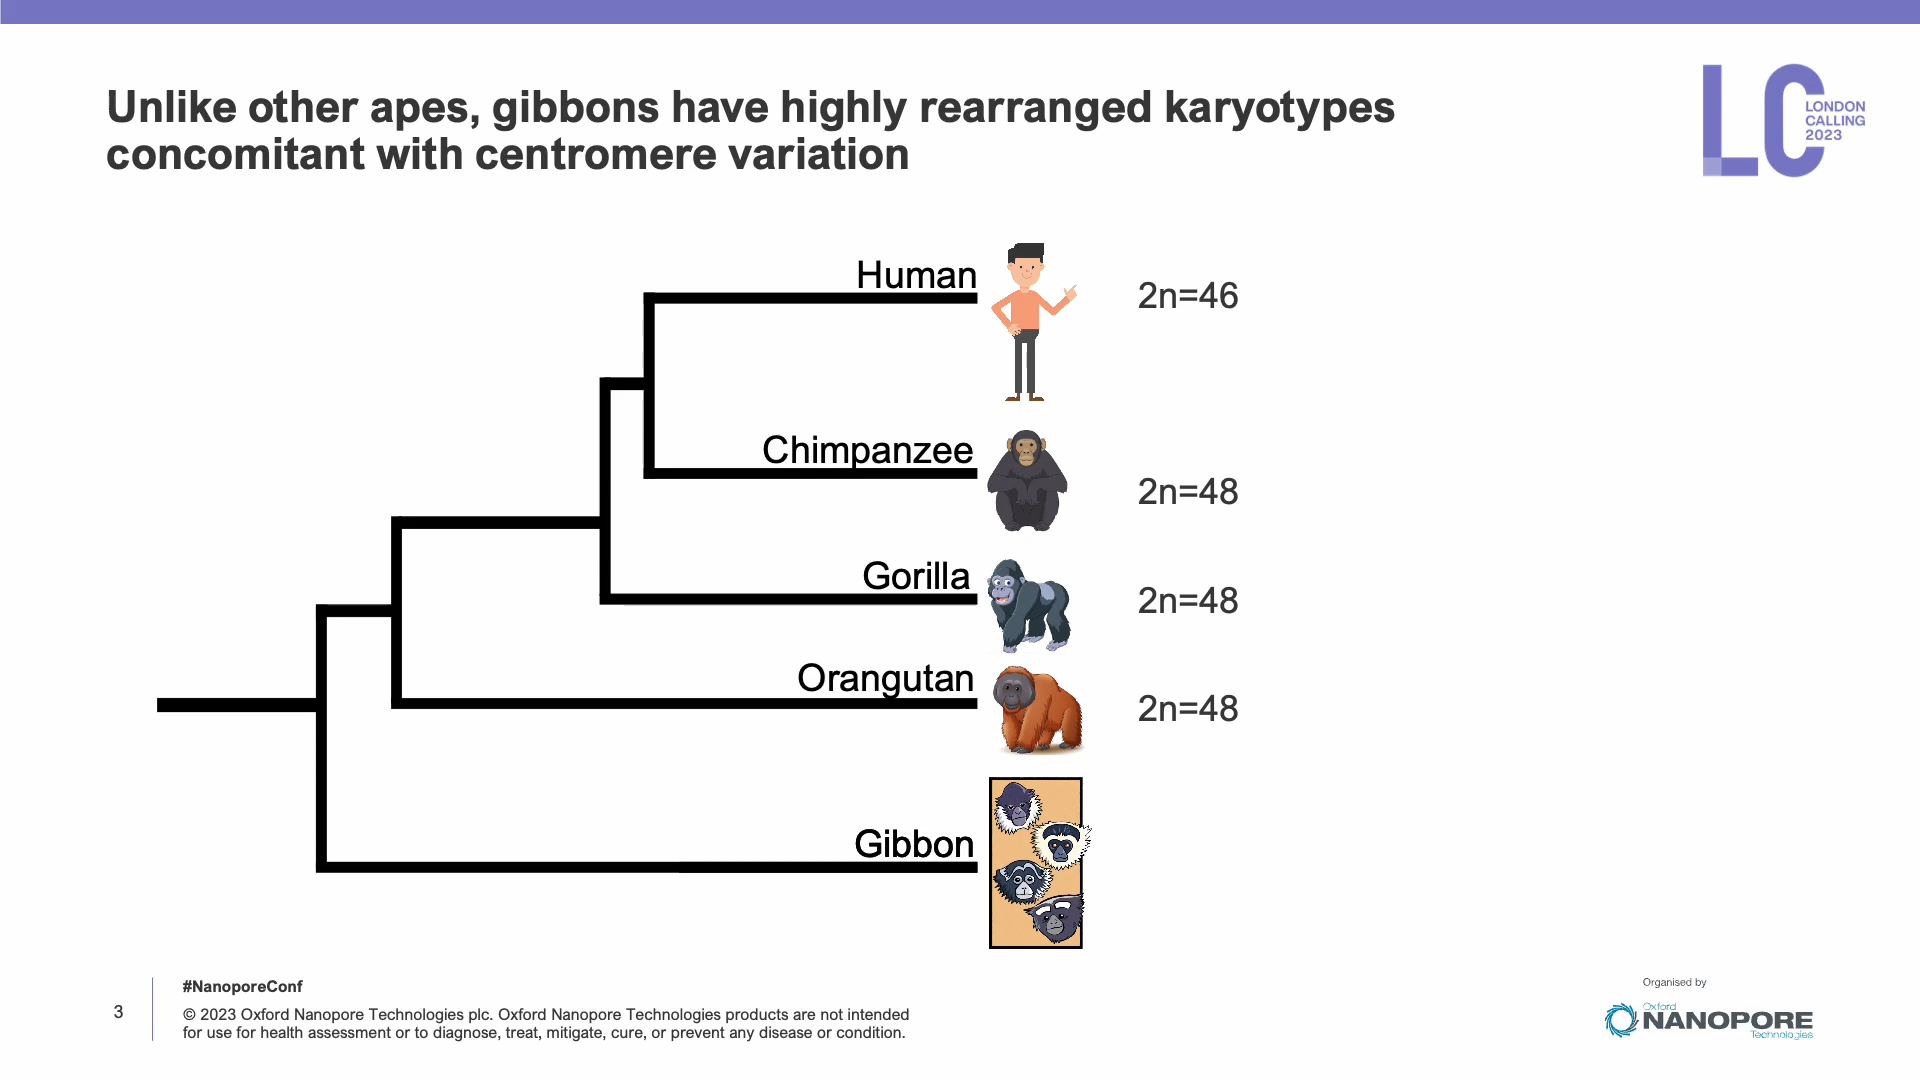 Unlike other apes, gibbons have highly rearranged karyotypes
concomitant with centromere variation
LC
LONDON
CALLING
2023
Human
2n=46
Chimpanzee
2n=48
Gorilla
2n=48
Orangutan
2n=48
Gibbon
3
#NanoporeConf
© 2023 Oxford Nanopore Technologies plc. Oxford Nanopore Technologies products are not intended
for use for health assessment or to diagnose, treat, mitigate, cure, or prevent any disease or condition.
Organised by
Oxford
NANOPORE
Technologies